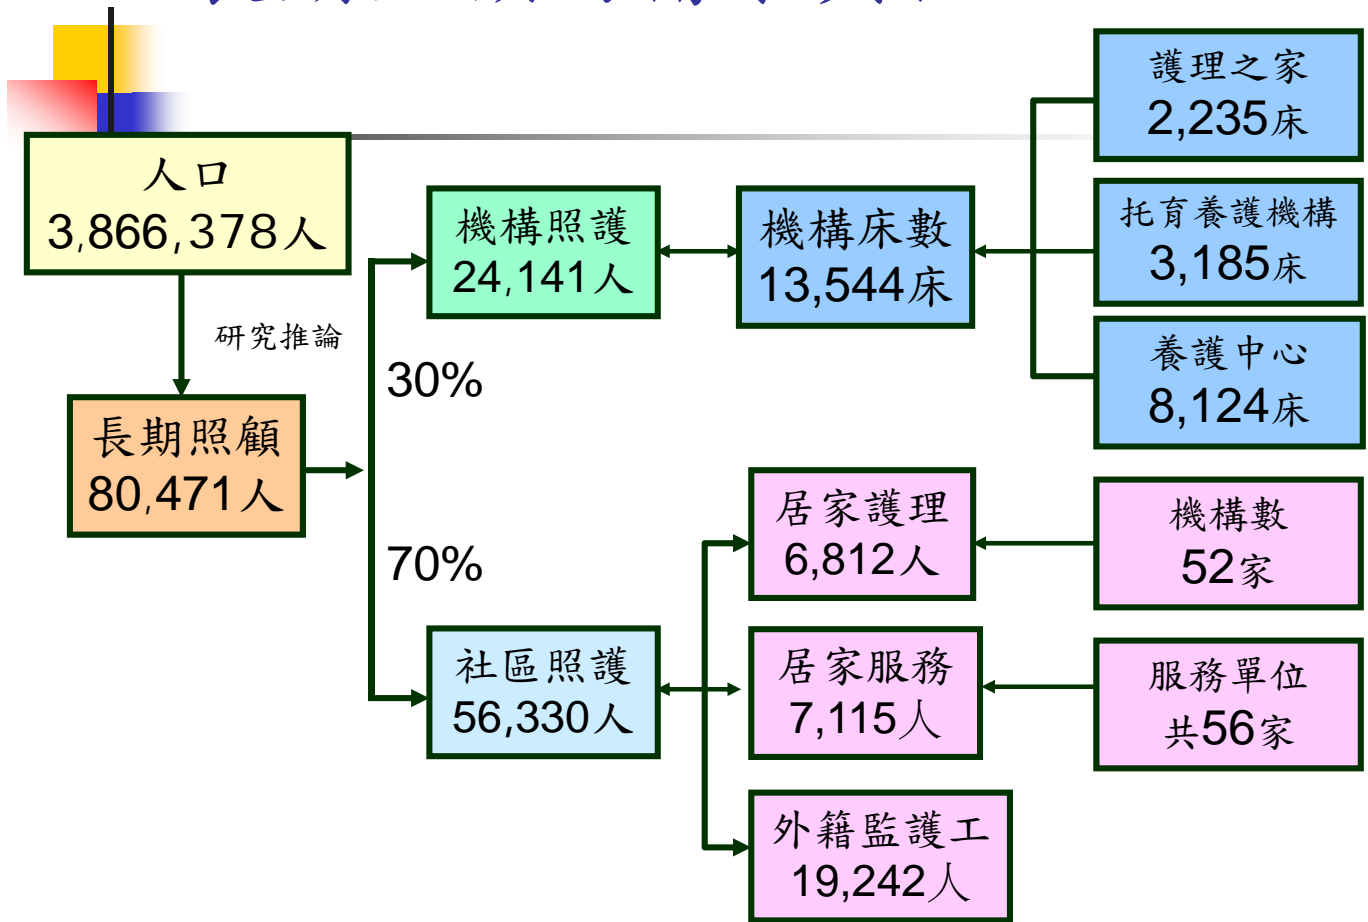 人口
3,866,378人
研究推論
長期照顧
80,471人
30%
70%
機構照護
24,141人
機構床數
13,544床
護理之家
2,235床
托育養護機構
3,185床
養護中心
8,124床
社區照護
56,330人
居家護理
6,812人
機構數
52家
居家服務
7,115人
服務單位
共56家
外籍監護工
19,242人